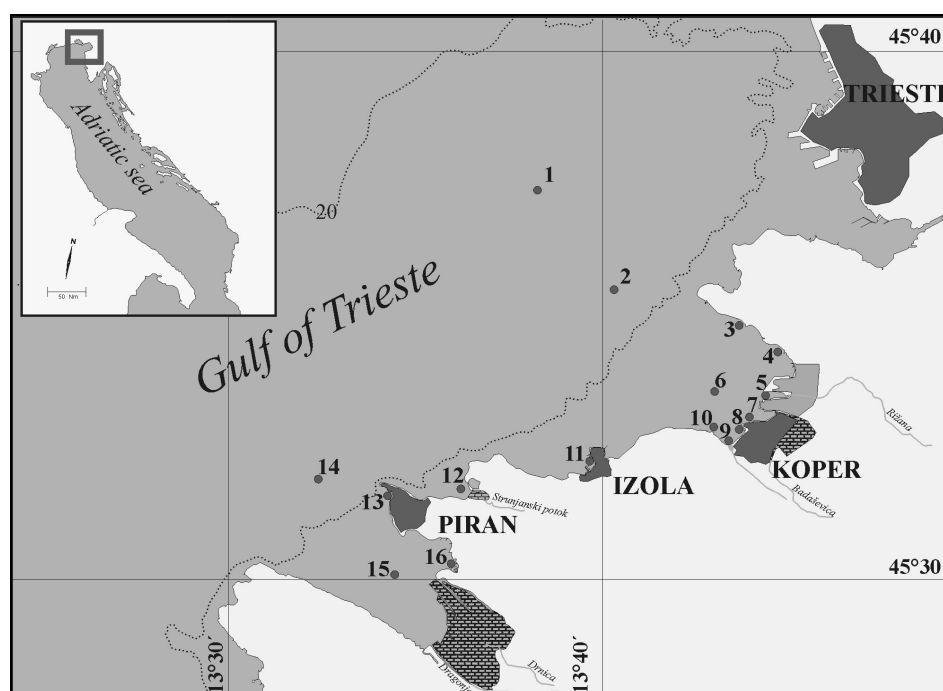 45°40
TRIESTE
Adriatic sea
N
50 Nm
1
20
2
Gulf of Trieste
3
4
6
5
Rižana
7
10
8
9
KOPER
11
IZOLA
14
12
Strunjanski potok
Badaševica
13
PIRAN
16
15
45°30
13°30´
13°40´
Drnica